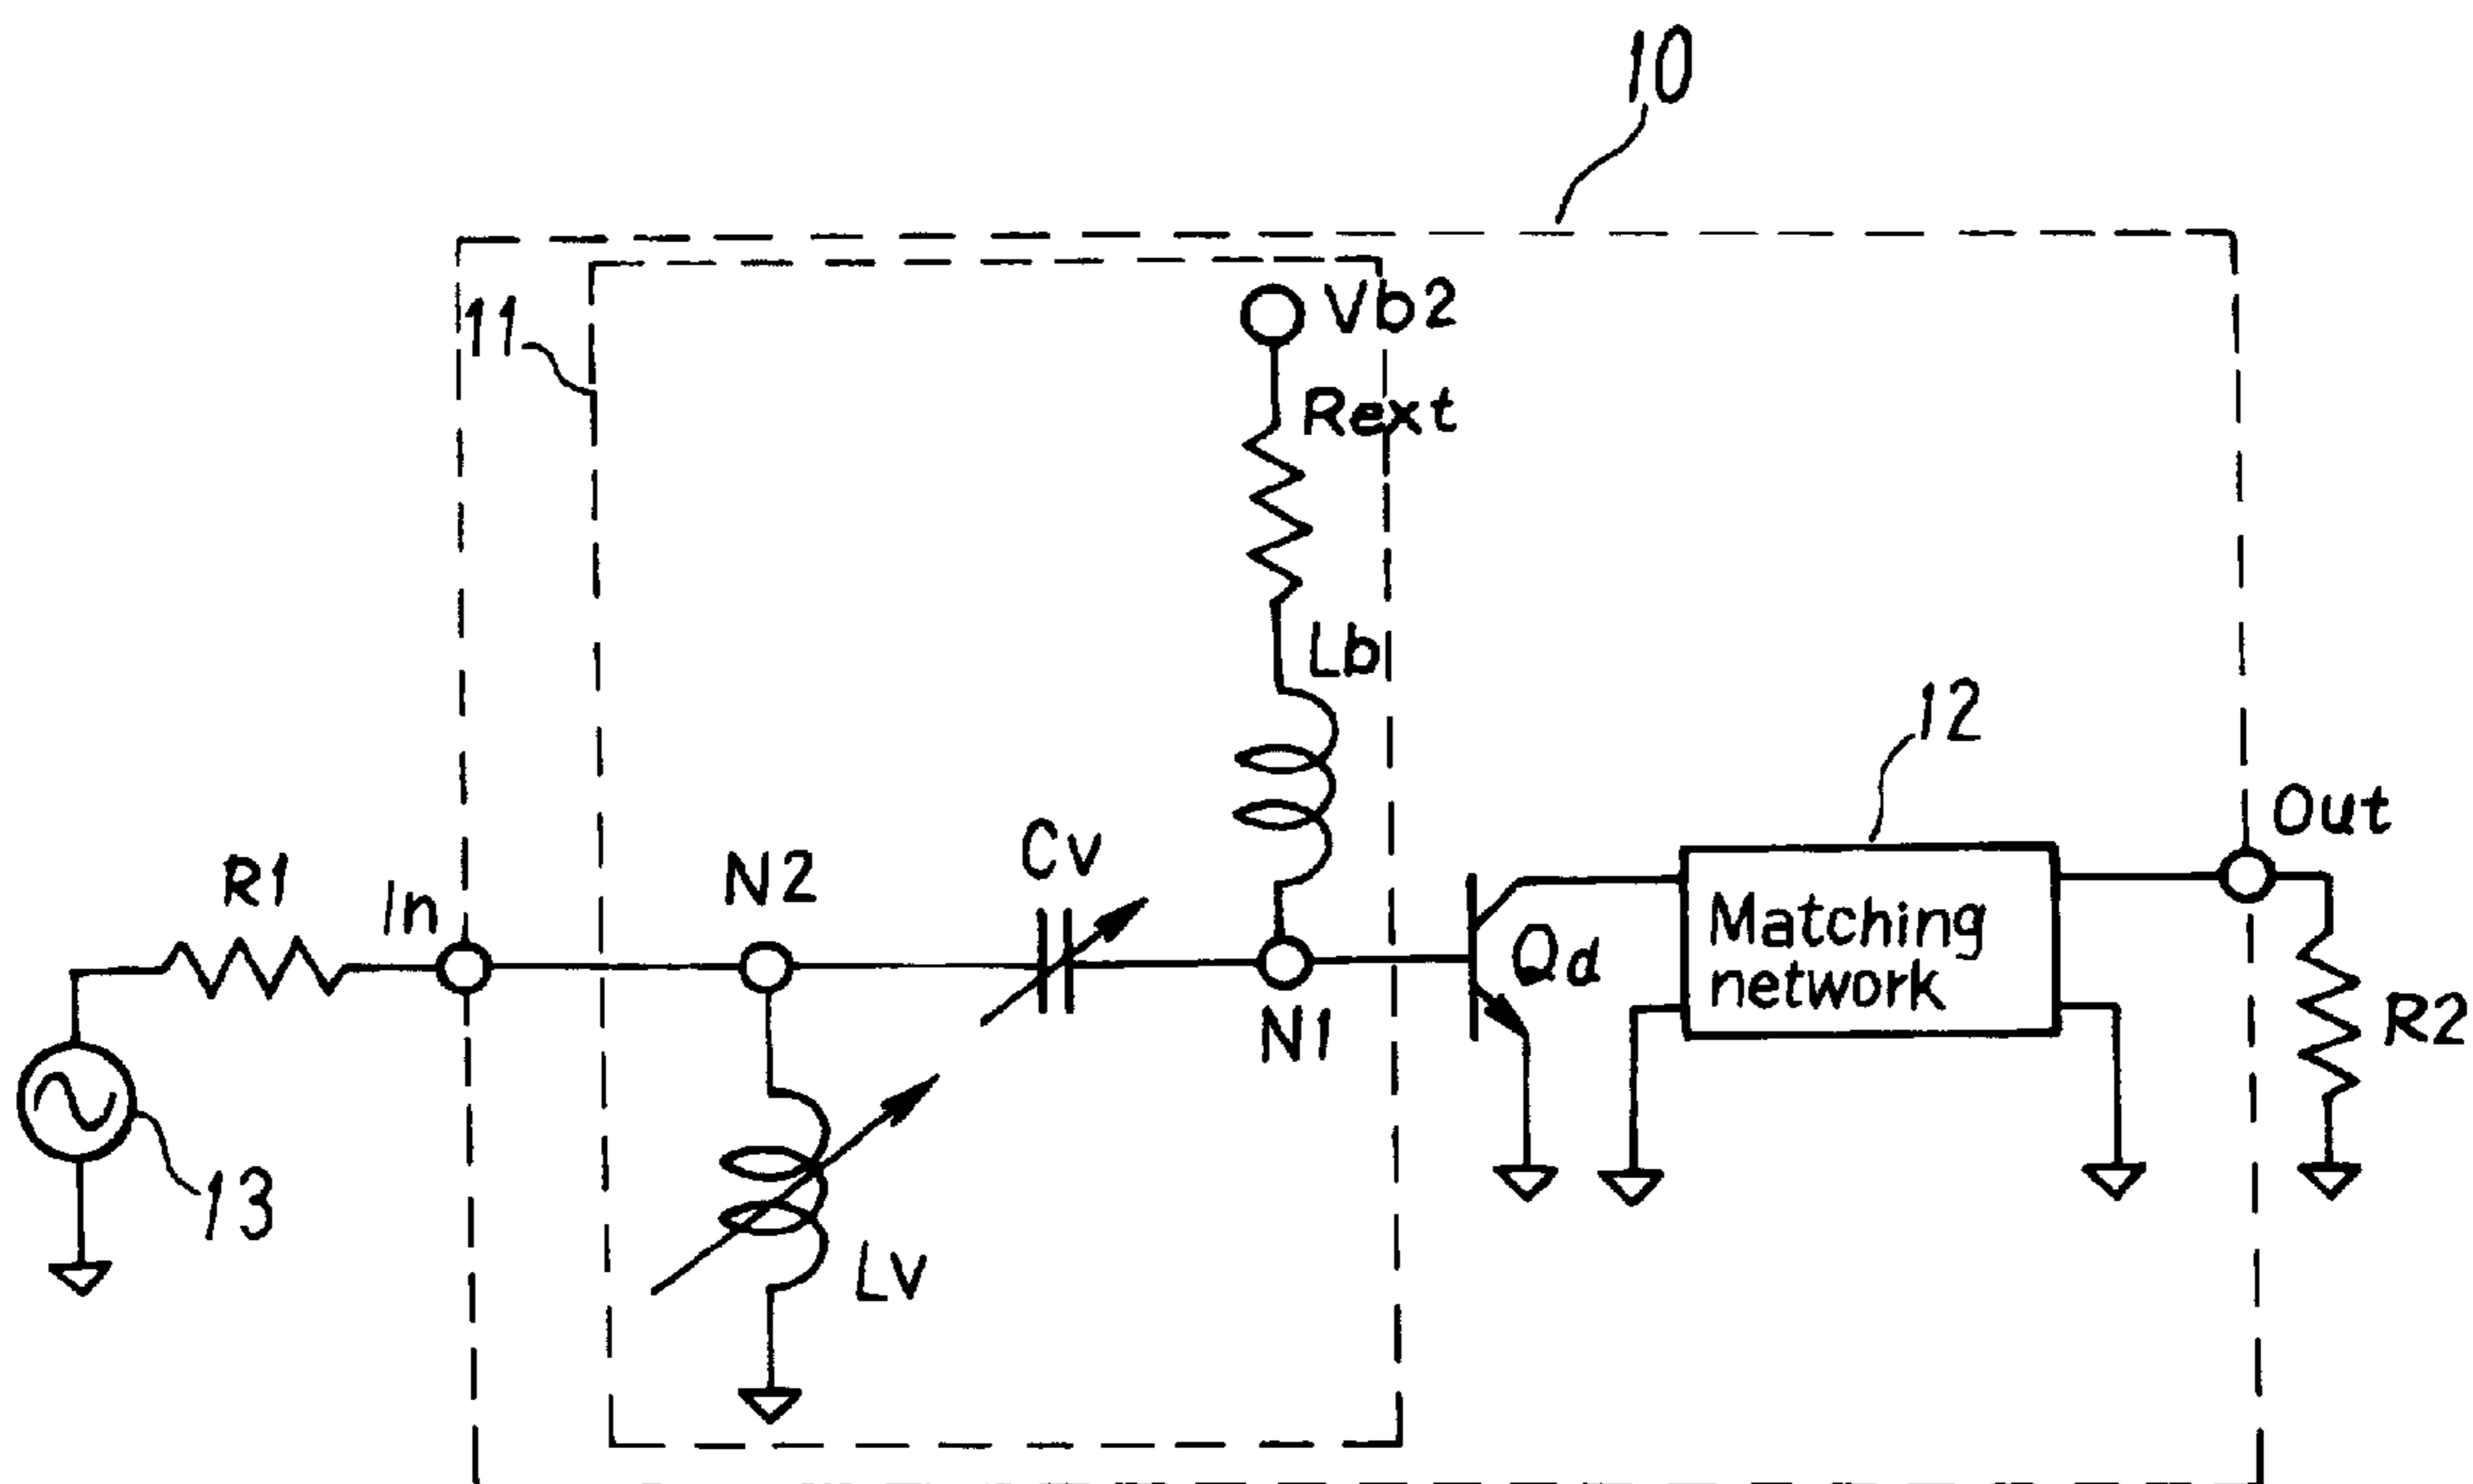 10
11
Vb2
Rext
Lb
12
Out
R1
In
N2
Cv
Matching
network
Qd
N1
R2
13
Lv